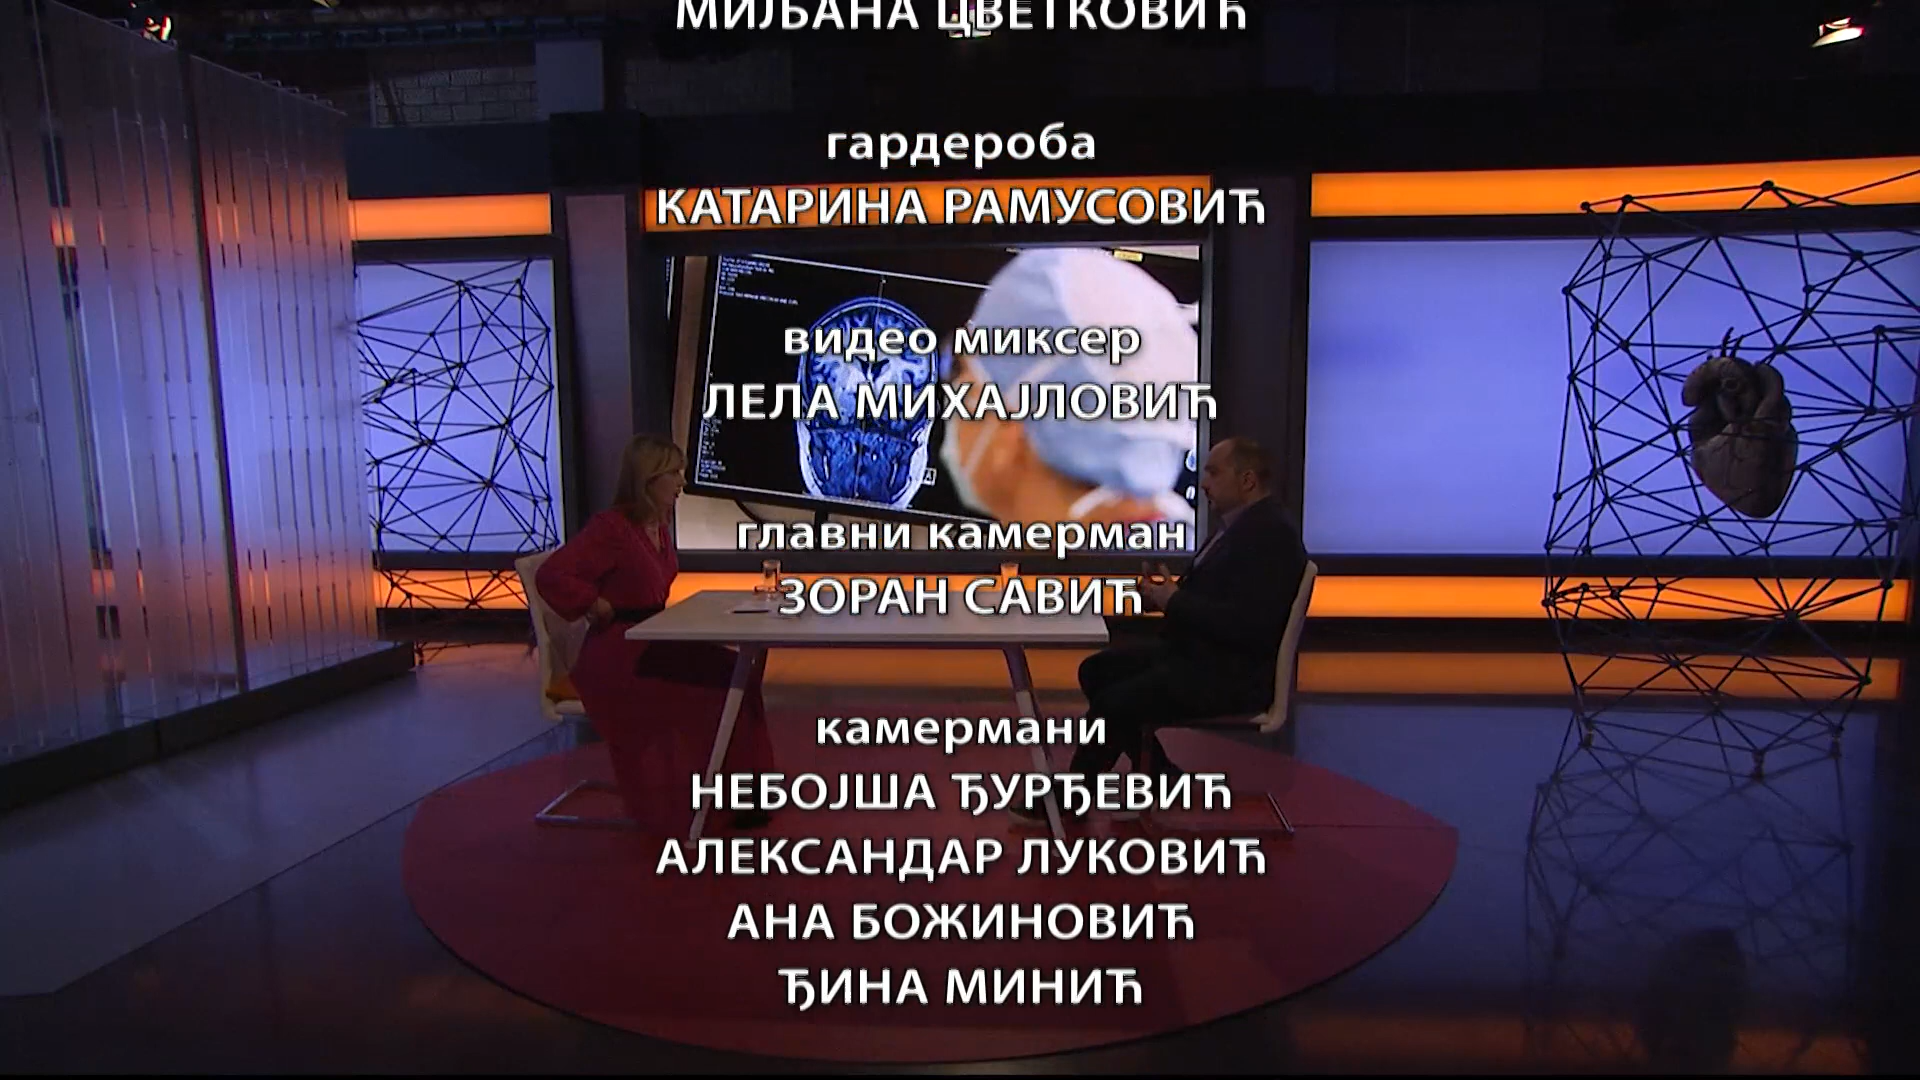 МИЉАНА ЦВЕТКОВИЋ
гардероба
КАТАРИНА РАМУСОВИЋ
видео миксер
ЛЕЛА МИХАЈЛОВИЋ
главни камерман
ЗОРАН САВИЋ
камермани
НЕБОЈША ЂУРЂЕВИЋ
АЛЕКСАНДАР ЛУКОВИЋ
АНА БОЖИНОВИЋ
ЂИНА МИНИЋ